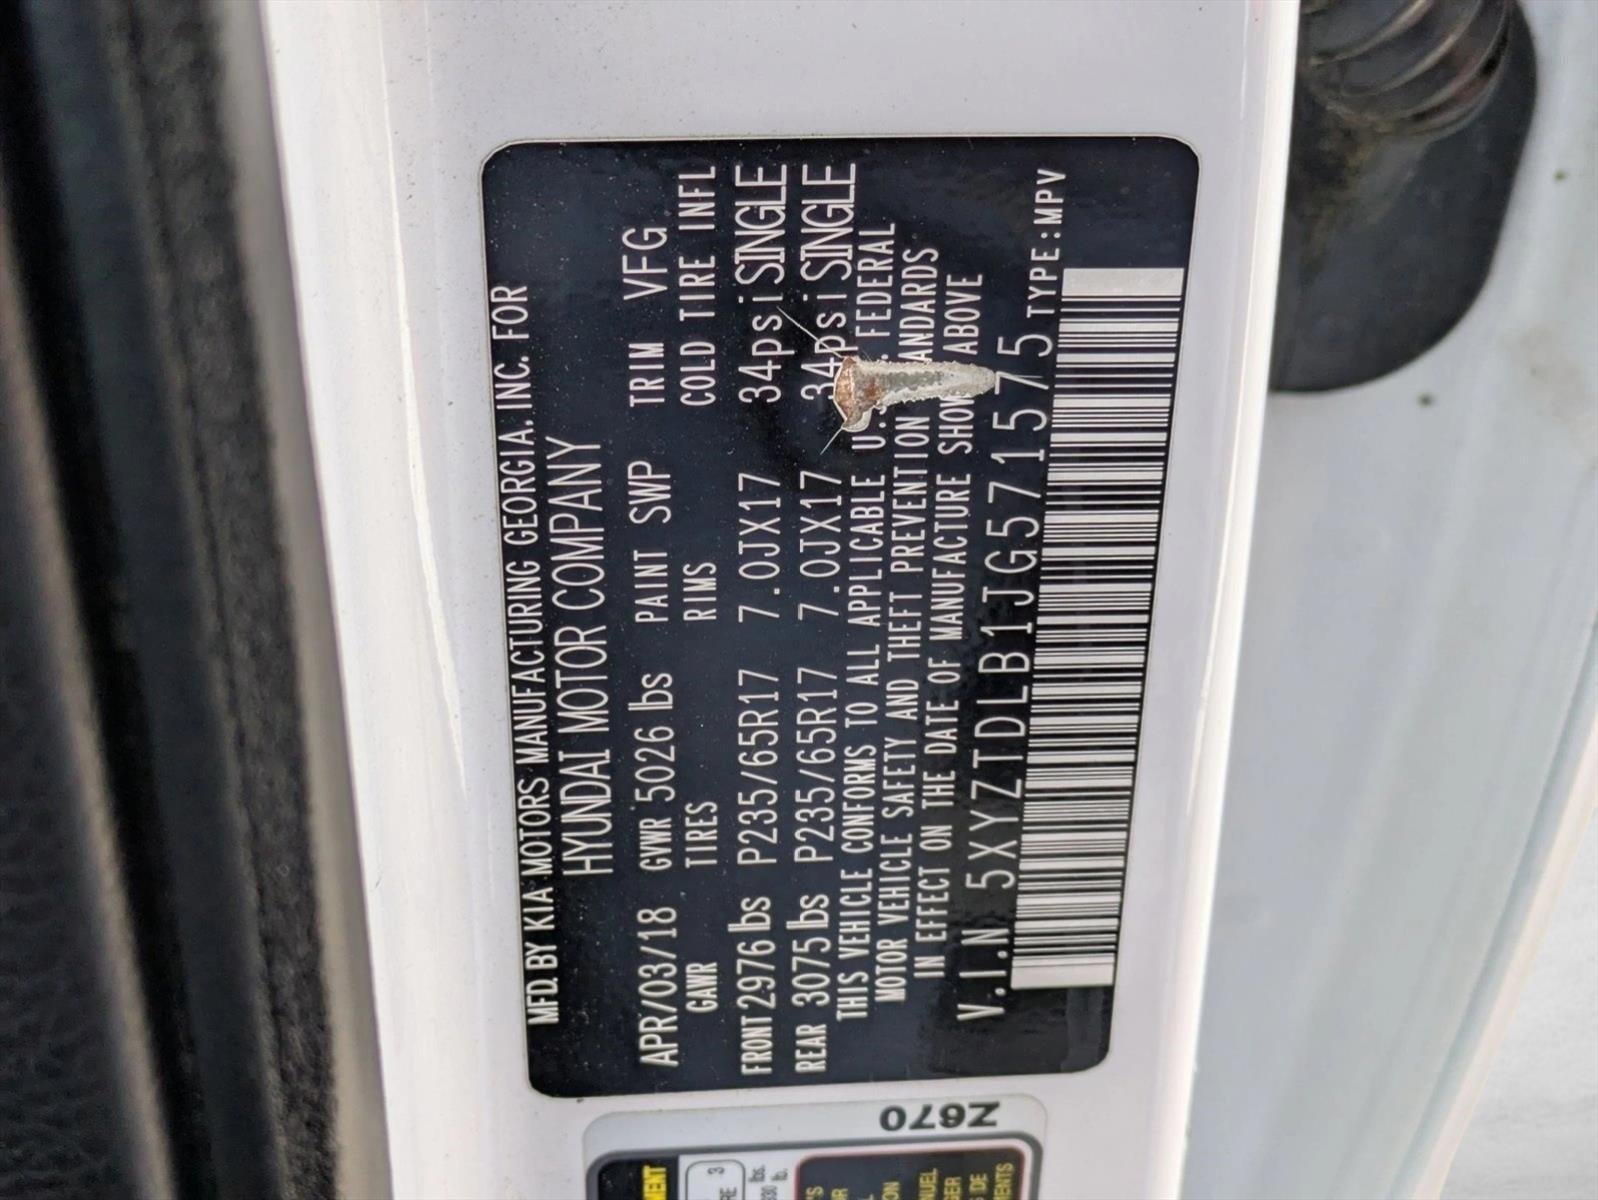 MFD. BY KIA MOTORS MANUFACTURING GEORGIA, INC. FOR
HYUNDAI MOTOR COMPANY
APR/03/18 GVWR 5026 lbs PAINT SWP TRIM VFG
GAWR TIRES RIMS COLD TIRE INFL
FRONT 2976 lbs P235/65R17 7.0JX17 34psi SINGLE
REAR 3075 lbs P235/65R17 7.0JX17 34psi SINGLE
THIS VEHICLE CONFORMS TO ALL APPLICABLE FEDERAL
MOTOR VEHICLE SAFETY AND THEFT PREVENTION
IN EFFECT ON THE DATE OF MANUFACTURE ABOVE
V.I.N 5XYZTDLB1JG571575 TYPE:MPV
Z670
3